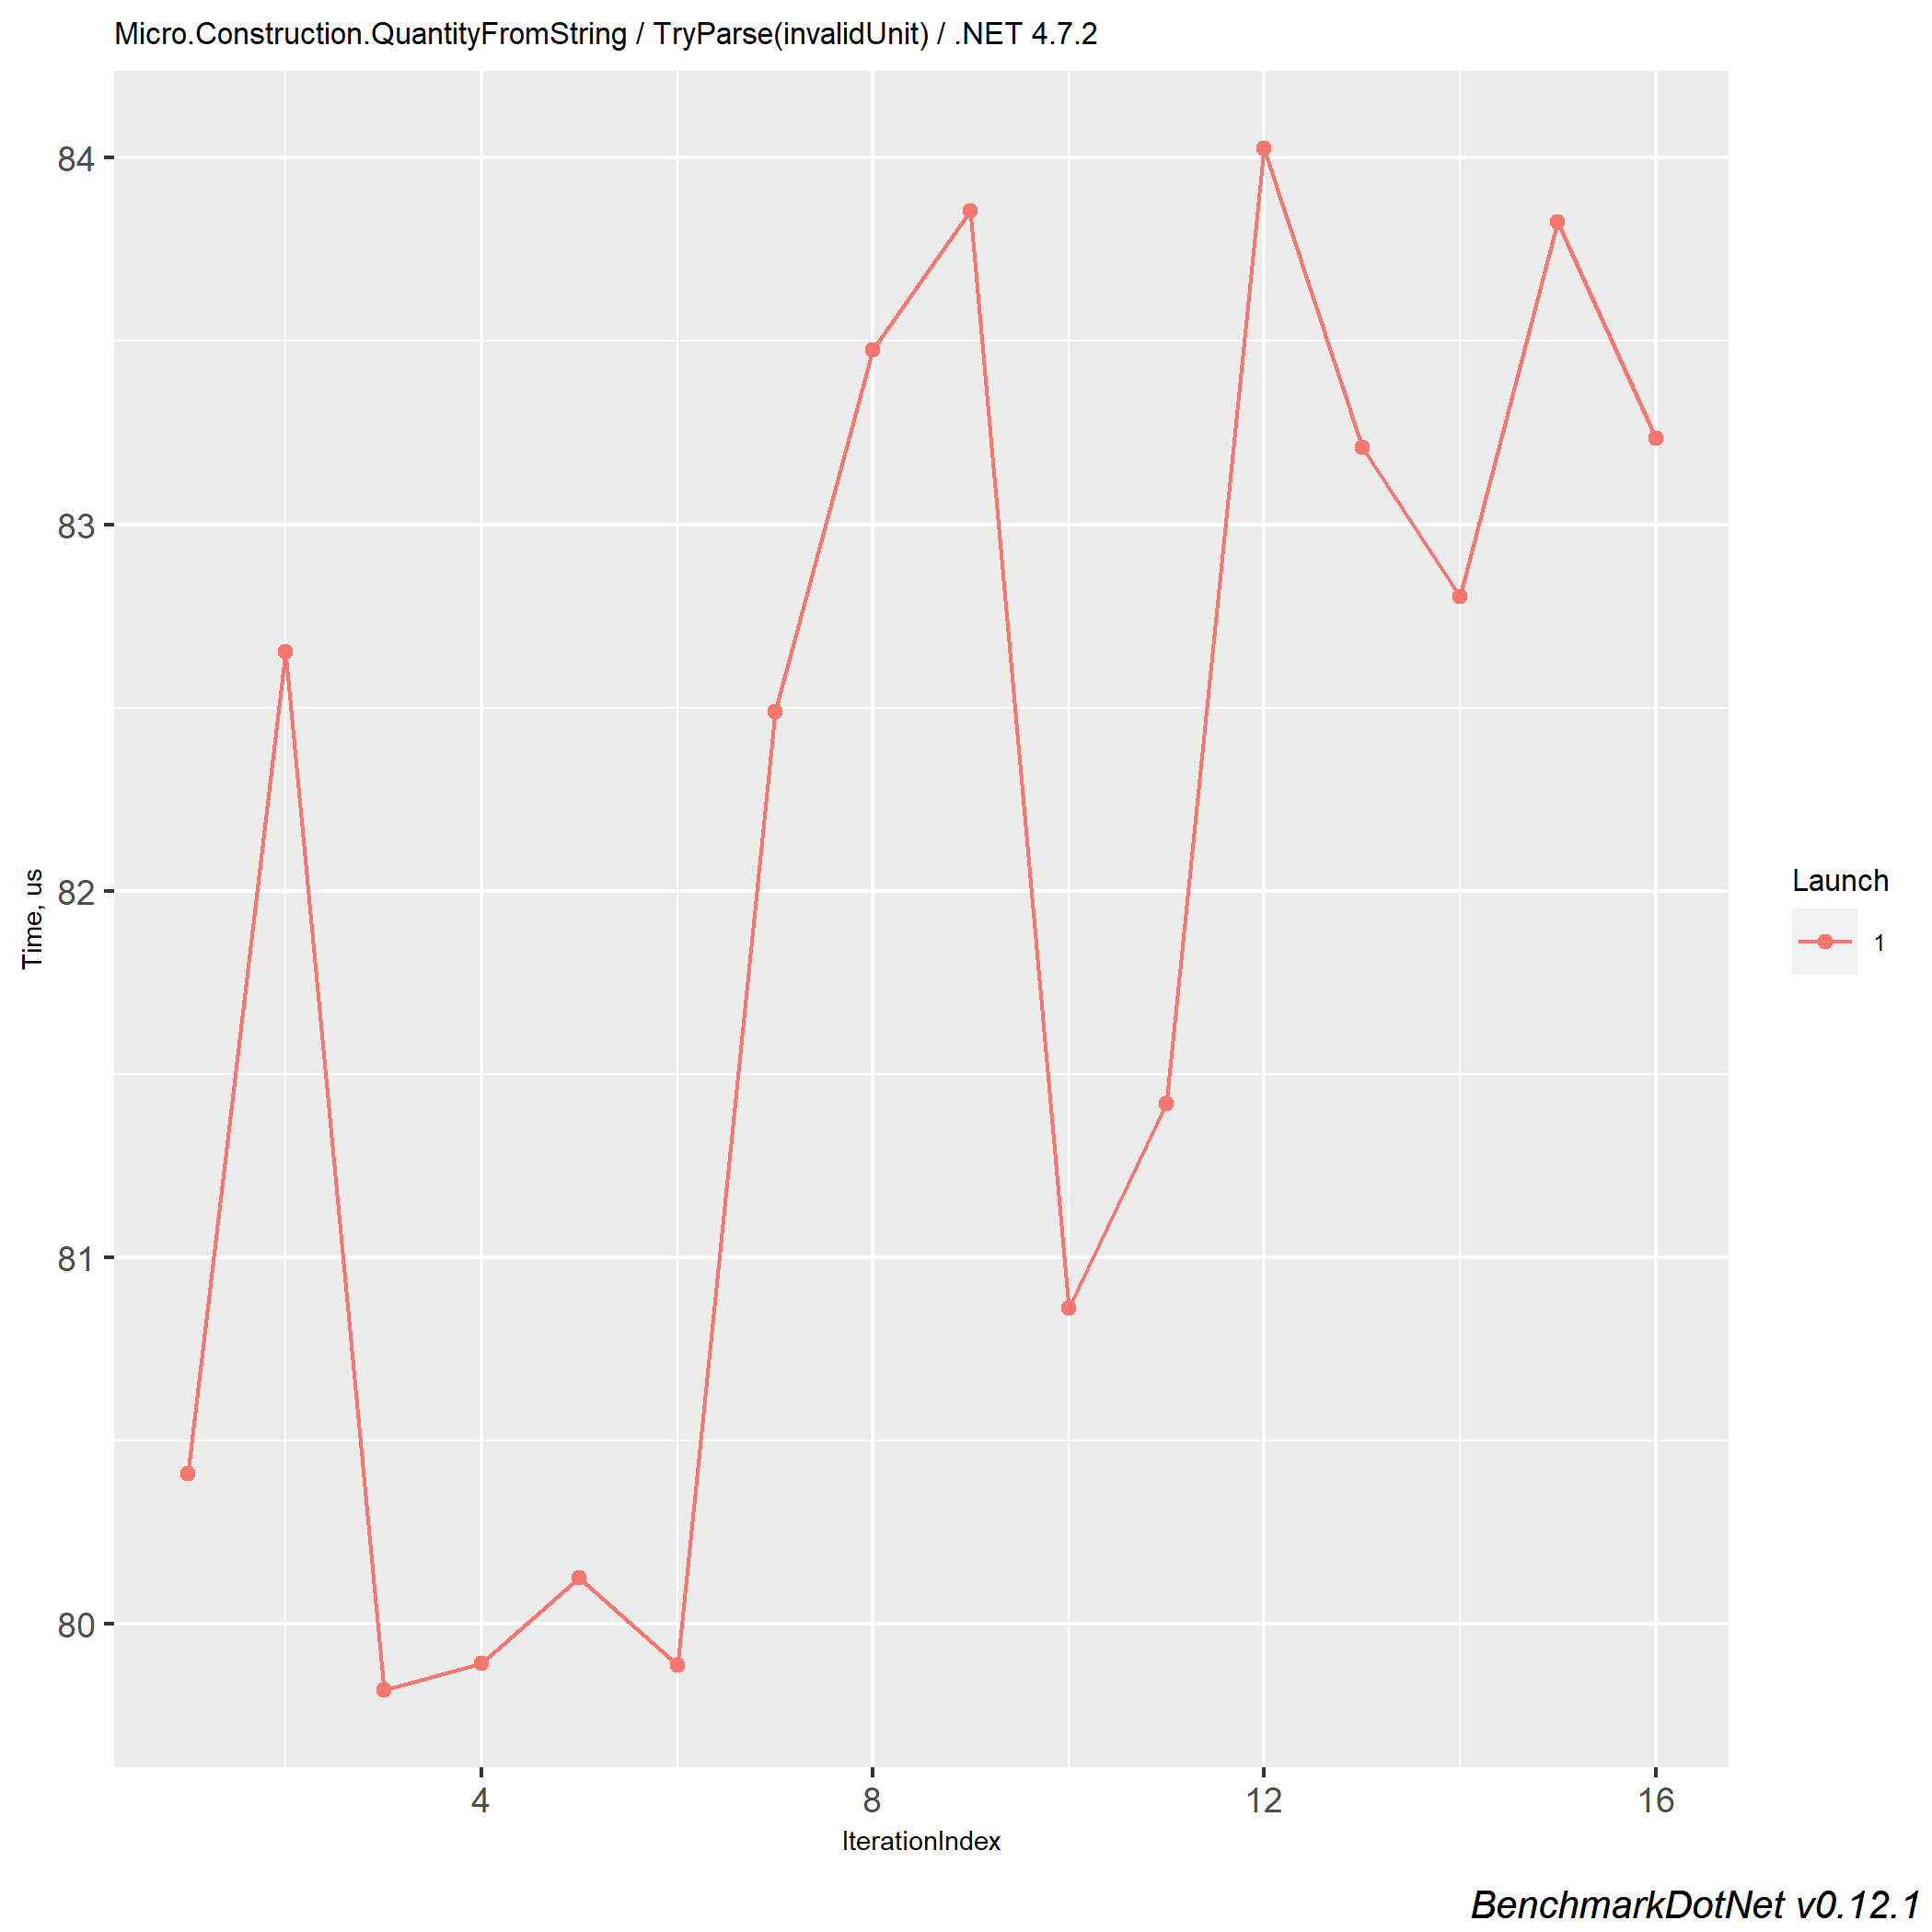 Micro.Construction.QuantityFromString / TryParse(invalidUnit) / .NET 4.7.2
84
83
82
81
80
Time, us
4 8 12 16
IterationIndex
Launch
1
BenchmarkDotNet v0.12.1